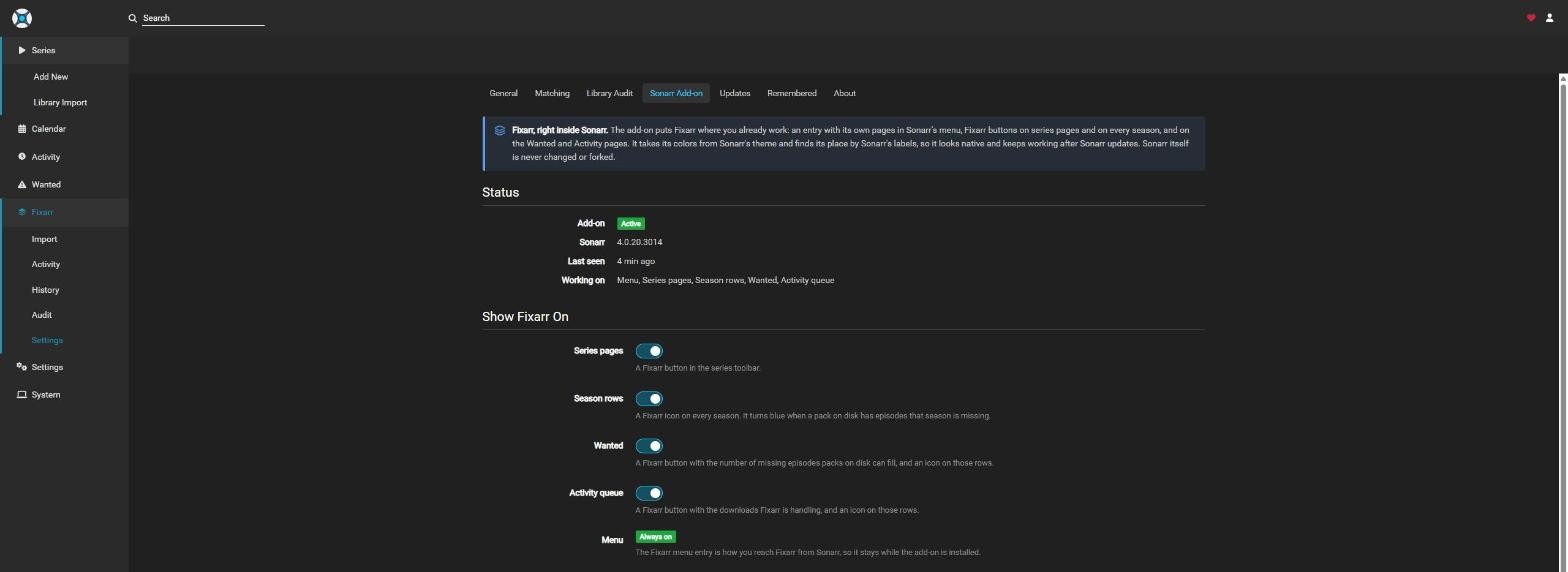 Search
Series
Add New
Library Import
Calendar
Activity
Wanted
Fixarr
Import
Activity
History
Audit
Settings
Settings
System
General Matching Library Audit Sonarr Add-on Updates Remembered About
Fixarr, right inside Sonarr. The add-on puts Fixarr where you already work: an entry with its own pages in Sonarr's menu, Fixarr buttons on series pages and on every season, and on
the Wanted and Activity pages. It takes its colors from Sonarr's theme and finds its place by Sonarr's labels, so it looks native and keeps working after Sonarr updates. Sonarr itself
is never changed or forked.
Status
Add-on Active
Sonarr 4.0.20.3014
Last seen 4 min ago
Working on Menu, Series pages, Season rows, Wanted, Activity queue
Show Fixarr On
Series pages
A Fixarr button in the series toolbar.
Season rows
A Fixarr icon on every season. It turns blue when a pack on disk has episodes that season is missing.
Wanted
A Fixarr button with the number of missing episodes packs on disk can fill, and an icon on those rows.
Activity queue
A Fixarr button with the downloads Fixarr is handling, and an icon on those rows.
Menu Always on
The Fixarr menu entry is how you reach Fixarr from Sonarr, so it stays while the add-on is installed.